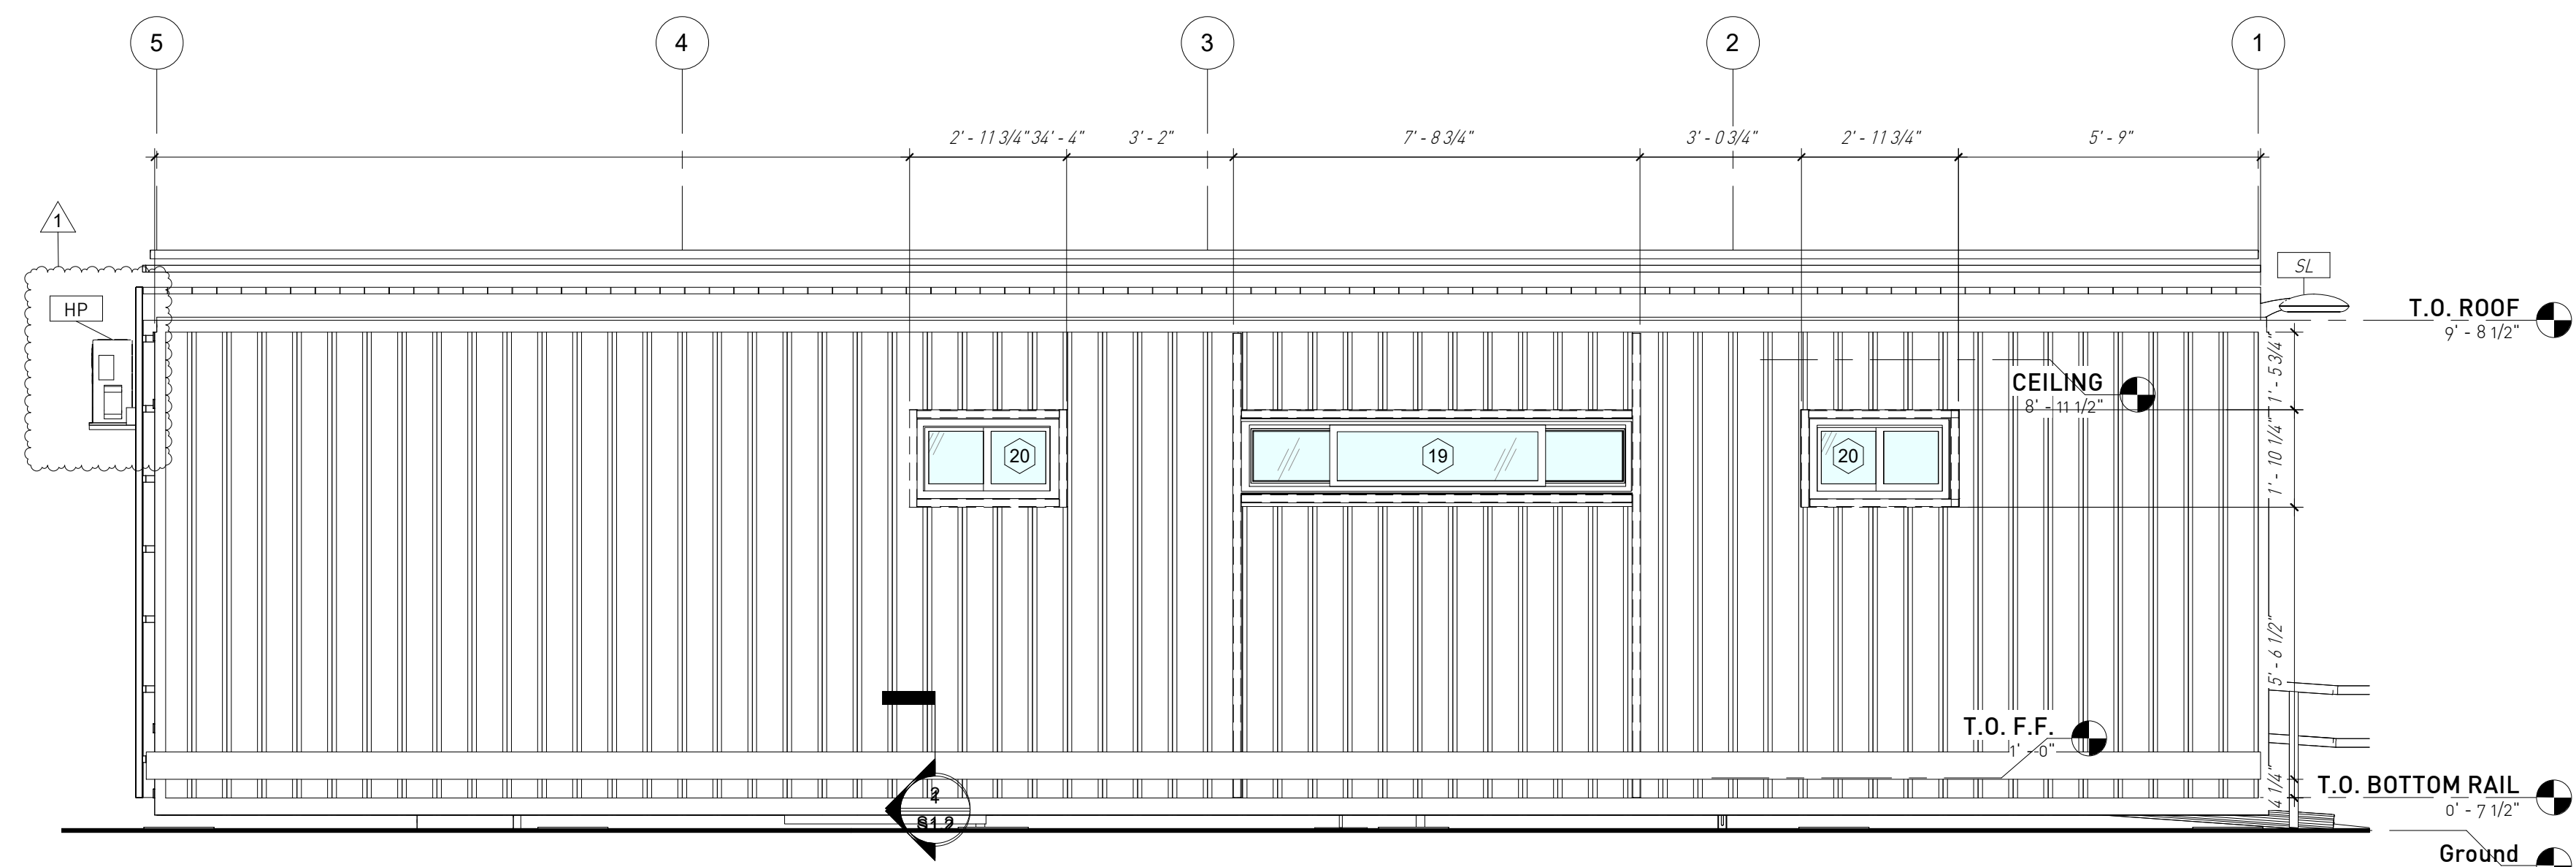 5
4
3
2
1
2' - 11 3/4" 34' - 4"
3' - 2"
7' - 8 3/4"
3' - 0 3/4"
2' - 11 3/4"
5' - 9"
1
HP
SL
T.O. ROOF
9' - 8 1/2"
1' - 5 3/4"
CEILING
8' - 11 1/2"
1' - 10 1/4"
20
19
20
5' - 6 1/2"
T.O. F.F.
1' - 0"
4 1/4"
T.O. BOTTOM RAIL
0' - 7 1/2"
Ground